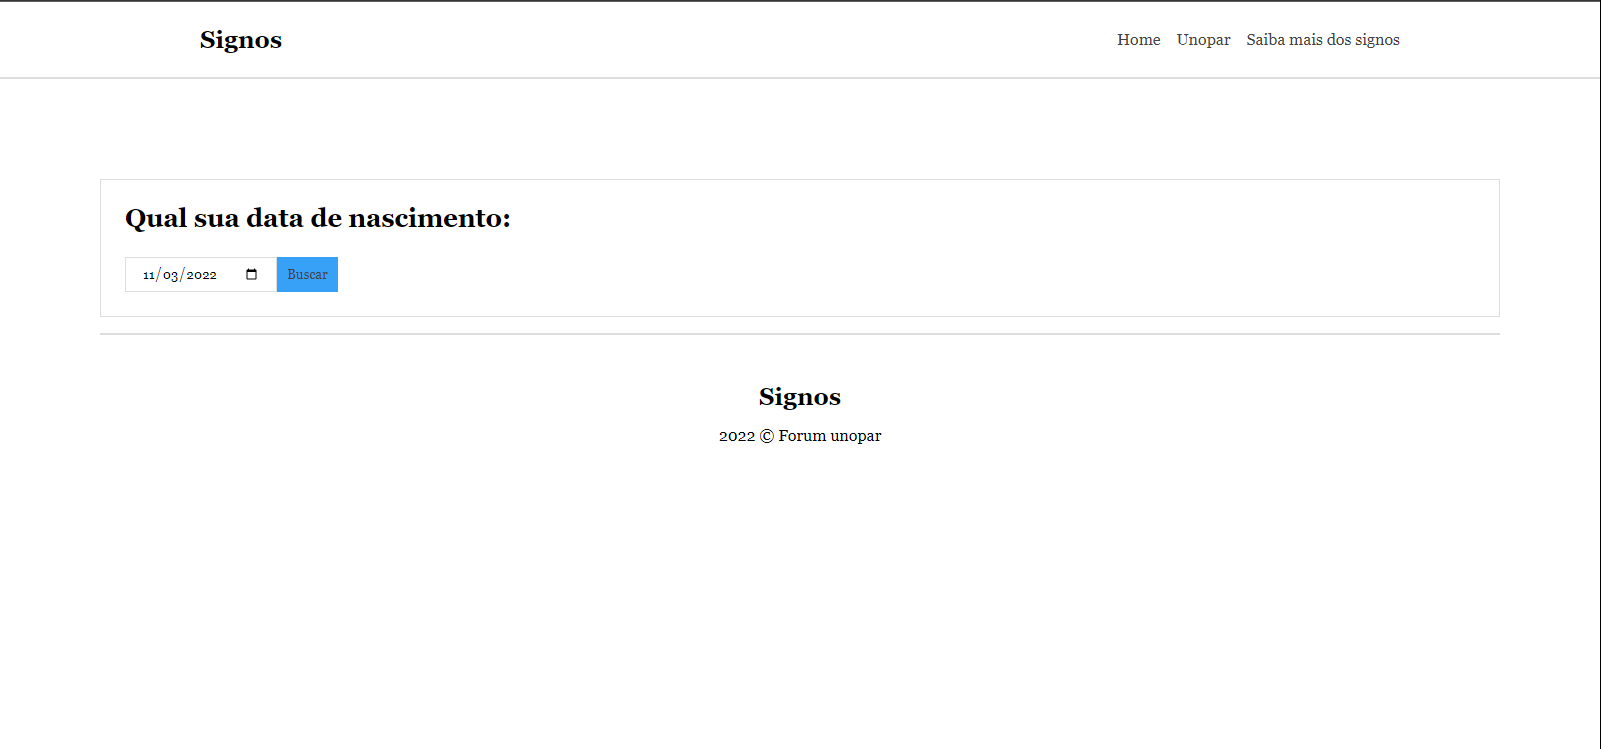 Signos
Home Unopar Saiba mais dos signos
Qual sua data de nascimento:
11/03/2022 Buscar
Signos
2022 © Forum unopar